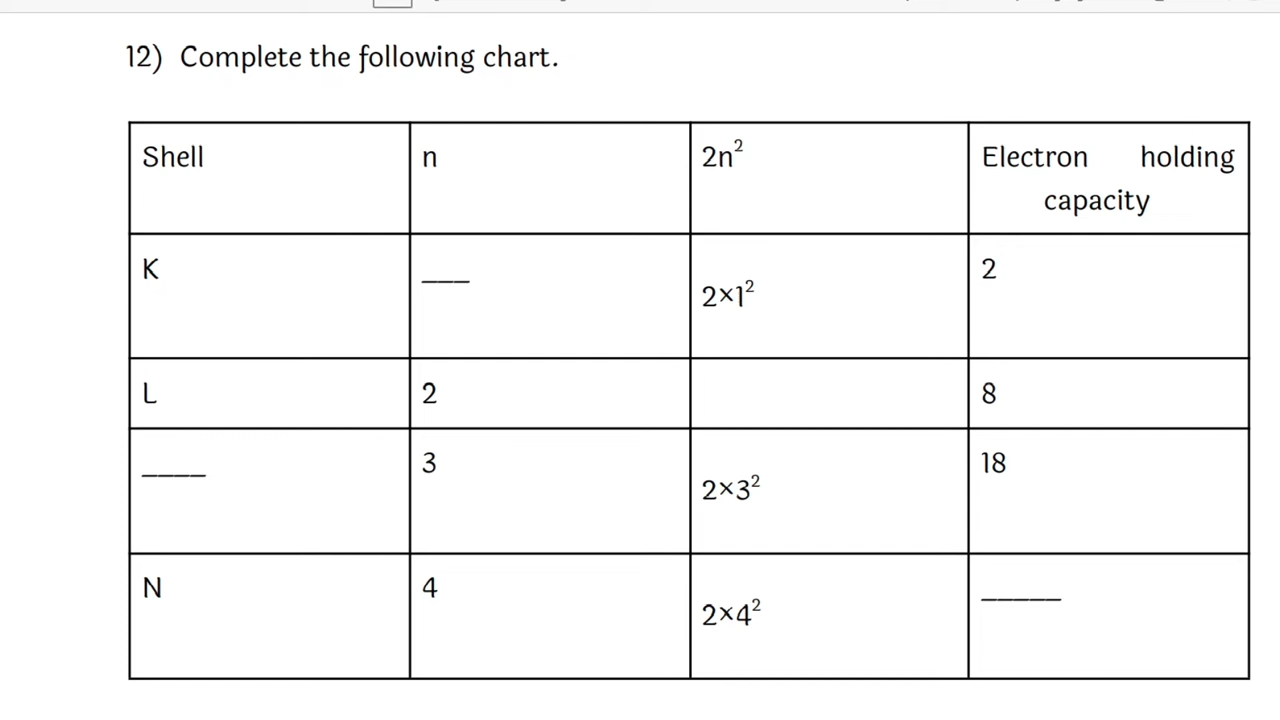 12) Complete the following chart.
Shell n 2n² Electron holding
capacity
K ___ 2×1² 2
L 2 8
____ 3 2×3² 18
N 4 2×4² _____